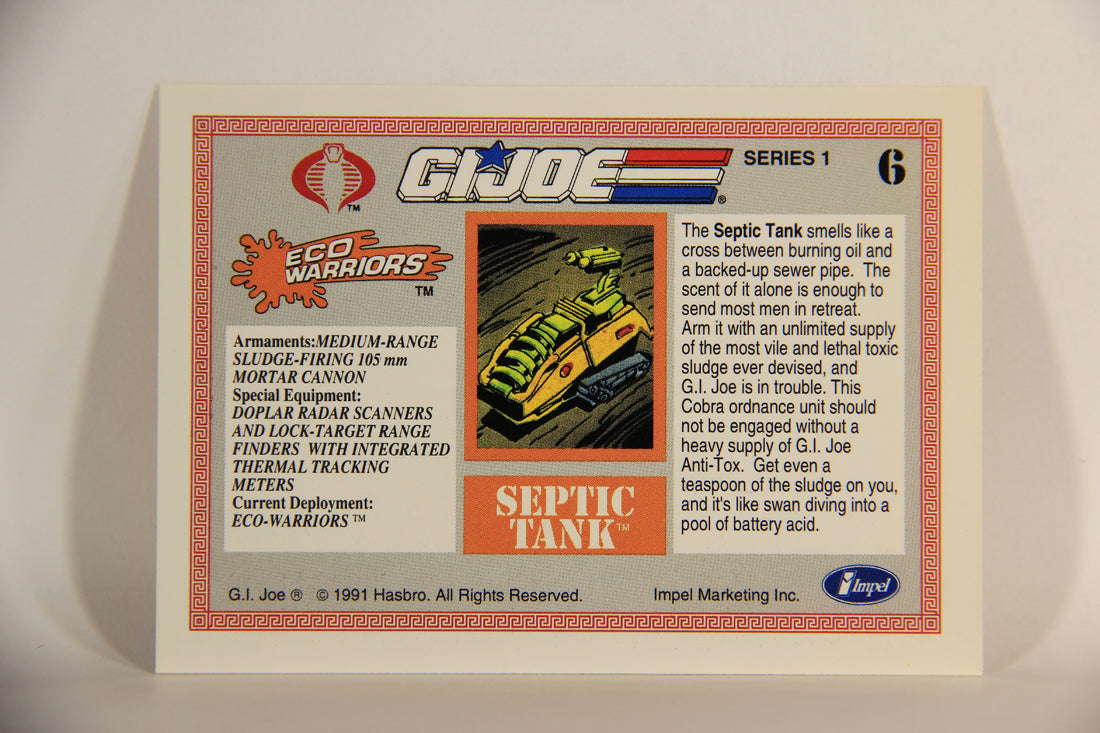 G.I. JOE ®
SERIES 1
6
TM
ECO
WARRIORS
TM
Armaments:MEDIUM-RANGE
SLUDGE-FIRING 105 mm
MORTAR CANNON
Special Equipment:
DOPLAR RADAR SCANNERS
AND LOCK-TARGET RANGE
FINDERS WITH INTEGRATED
THERMAL TRACKING
METERS
Current Deployment:
ECO-WARRIORS ™
SEPTIC
TANK™
The Septic Tank smells like a
cross between burning oil and
a backed-up sewer pipe. The
scent of it alone is enough to
send most men in retreat.
Arm it with an unlimited supply
of the most vile and lethal toxic
sludge ever devised, and
G.I. Joe is in trouble. This
Cobra ordnance unit should
not be engaged without a
heavy supply of G.I. Joe
Anti-Tox. Get even a
teaspoon of the sludge on you,
and it's like swan diving into a
pool of battery acid.
G.I. Joe ® © 1991 Hasbro. All Rights Reserved.
Impel Marketing Inc.
Impel